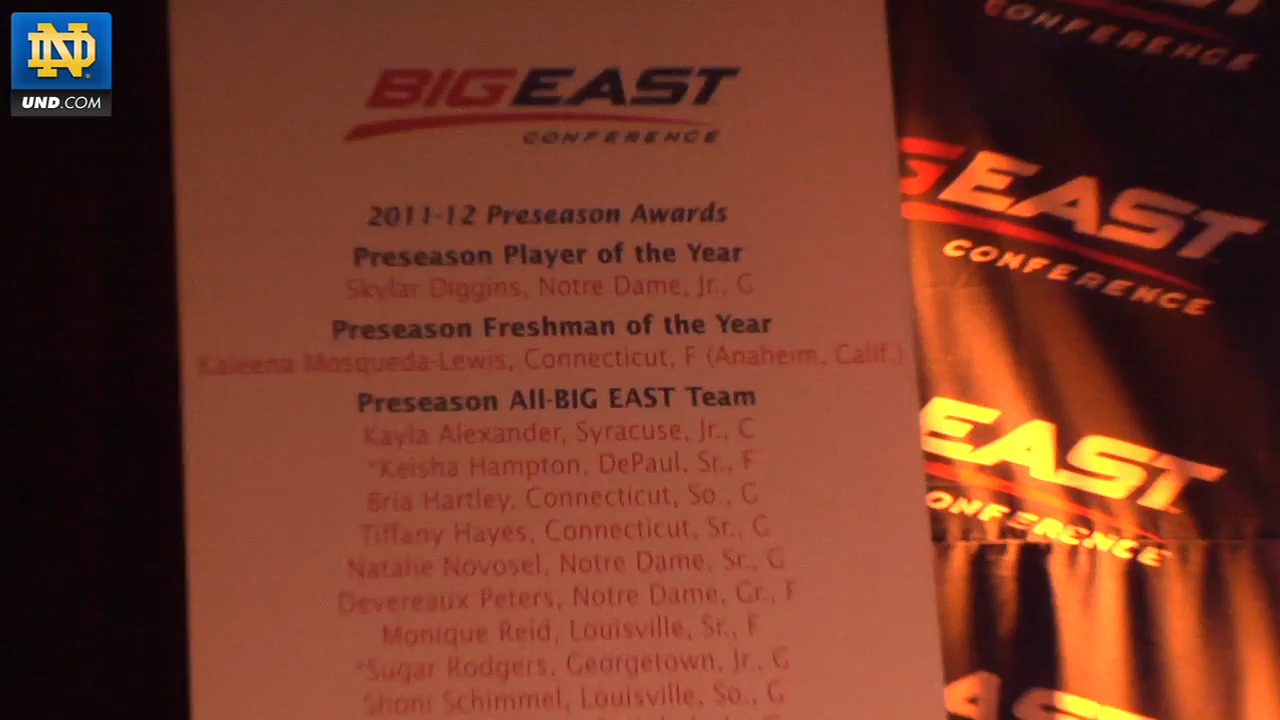 ND
UND.COM
BIG EAST
CONFERENCE
2011-12 Preseason Awards
Preseason Player of the Year
Skylar Diggins, Notre Dame, Jr., G
Preseason Freshman of the Year
Kaleena Mosqueda-Lewis, Connecticut, F (Anaheim, Calif.)
Preseason All-BIG EAST Team
Kayla Alexander, Syracuse, Jr., C
*Keisha Hampton, DePaul, Sr., F
Bria Hartley, Connecticut, So., G
Tiffany Hayes, Connecticut, Sr., G
Natalie Novosel, Notre Dame, Sr., G
Devereaux Peters, Notre Dame, Gr., F
Monique Reid, Louisville, Sr., F
*Sugar Rodgers, Georgetown, Jr., G
Shoni Schimmel, Louisville, So., G
CONFERENCE
G EAST
CONFERENCE
EAST
CONFERENCE